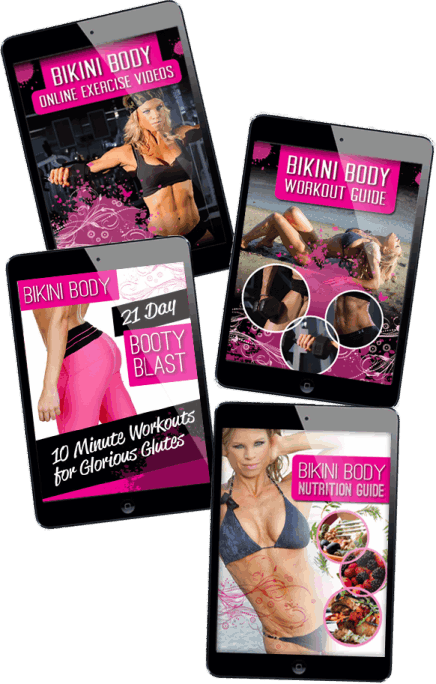 BIKINI BODY
ONLINE EXERCISE VIDEOS
BIKINI BODY
WORKOUT GUIDE
BIKINI BODY
21 Day
BOOTY
BLAST
10 Minute Workouts
for Glorious Glutes
BIKINI BODY
NUTRITION GUIDE